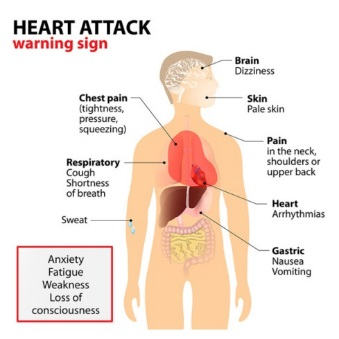 HEART ATTACK
warning sign
Brain
Dizziness
Chest pain
(tightness,
pressure,
squeezing)
Skin
Pale skin
Pain
in the neck,
shoulders or
upper back
Respiratory
Cough
Shortness
of breath
Heart
Arrhythmias
Sweat
Gastric
Nausea
Vomiting
Anxiety
Fatigue
Weakness
Loss of
consciousness